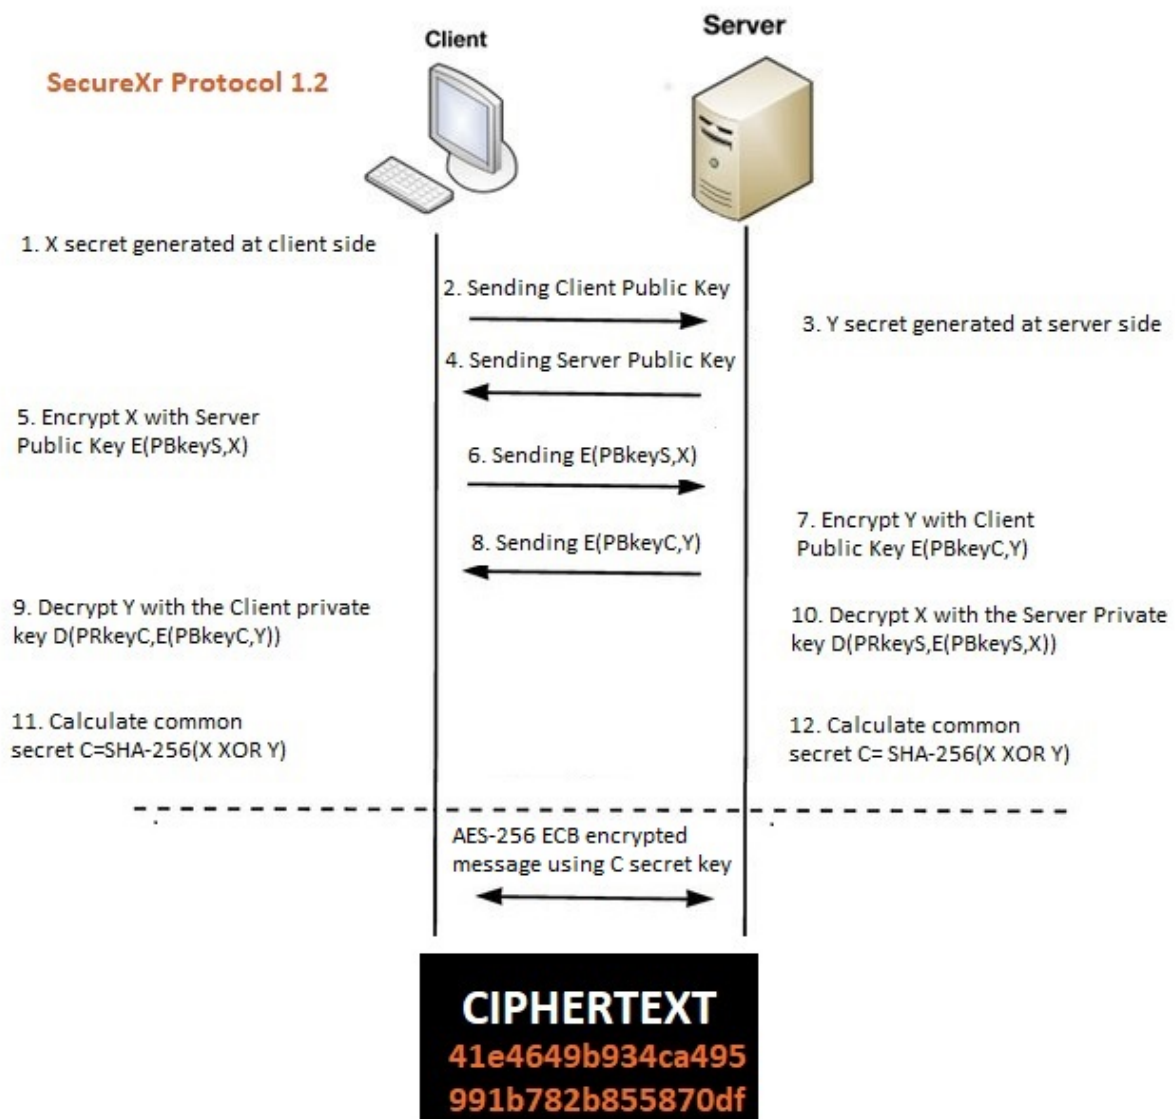 Client
Server
SecureXr Protocol 1.2
1. X secret generated at client side
2. Sending Client Public Key
3. Y secret generated at server side
4. Sending Server Public Key
5. Encrypt X with Server
Public Key E(PBkeyS,X)
6. Sending E(PBkeyS,X)
7. Encrypt Y with Client
Public Key E(PBkeyC,Y)
8. Sending E(PBkeyC,Y)
9. Decrypt Y with the Client private
key D(PRkeyC,E(PBkeyC,Y))
10. Decrypt X with the Server Private
key D(PRkeyS,E(PBkeyS,X))
11. Calculate common
secret C=SHA-256(X XOR Y)
12. Calculate common
secret C= SHA-256(X XOR Y)
AES-256 ECB encrypted
message using C secret key
CIPHERTEXT
41e4649b934ca495
991b782b855870df